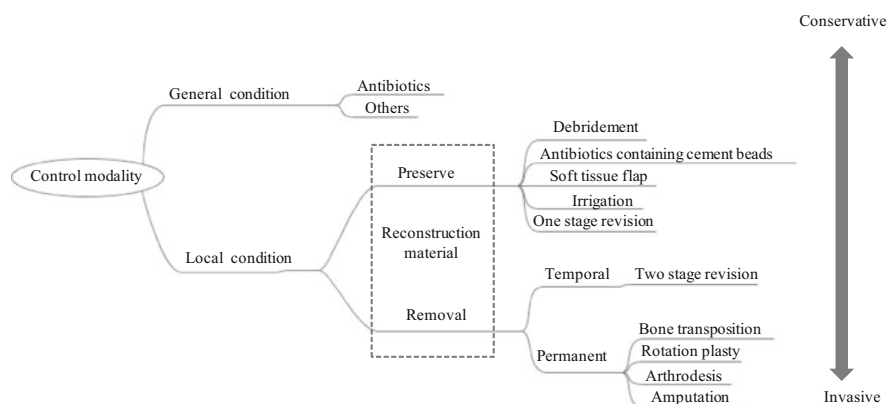 Conservative
Control modality
General condition
Antibiotics
Others
Local condition
Reconstruction
material
Preserve
Debridement
Antibiotics containing cement beads
Soft tissue flap
Irrigation
One stage revision
Removal
Temporal
Two stage revision
Permanent
Bone transposition
Rotation plasty
Arthrodesis
Amputation
Invasive